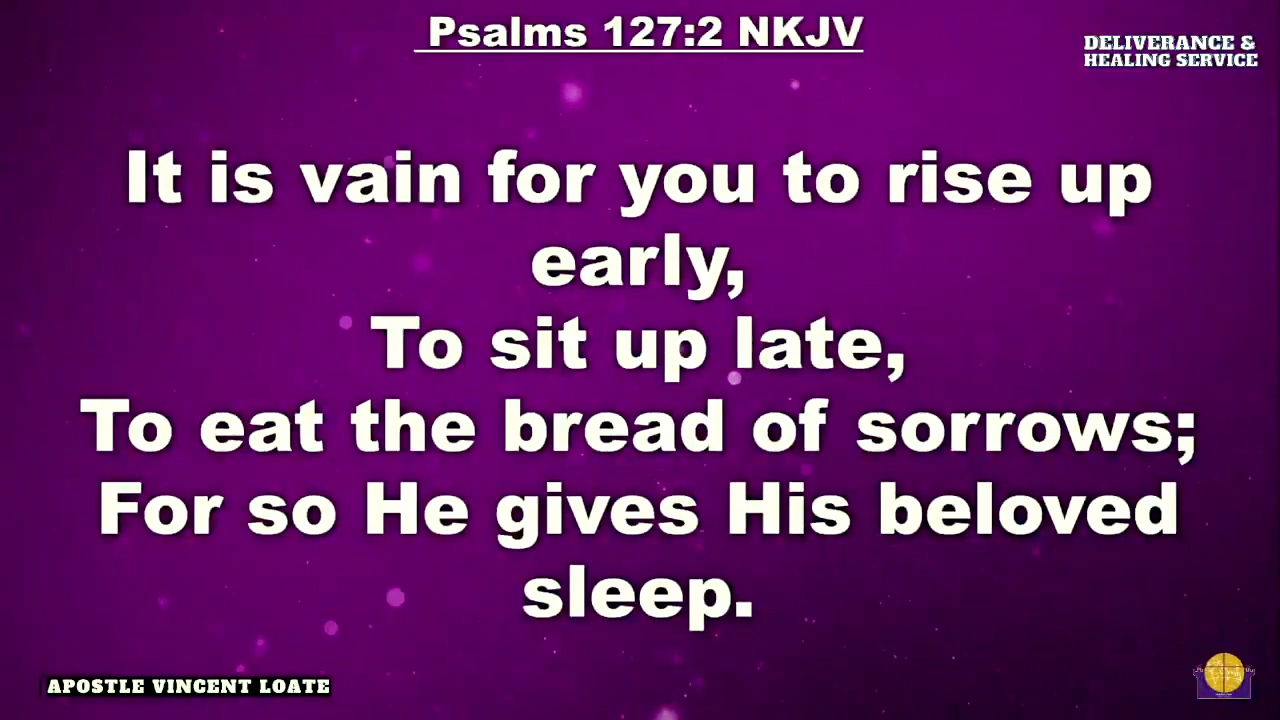 Psalms 127:2 NKJV
DELIVERANCE &
HEALING SERVICE
It is vain for you to rise up
early,
To sit up late,
To eat the bread of sorrows;
For so He gives His beloved
sleep.
APOSTLE VINCENT LOATE